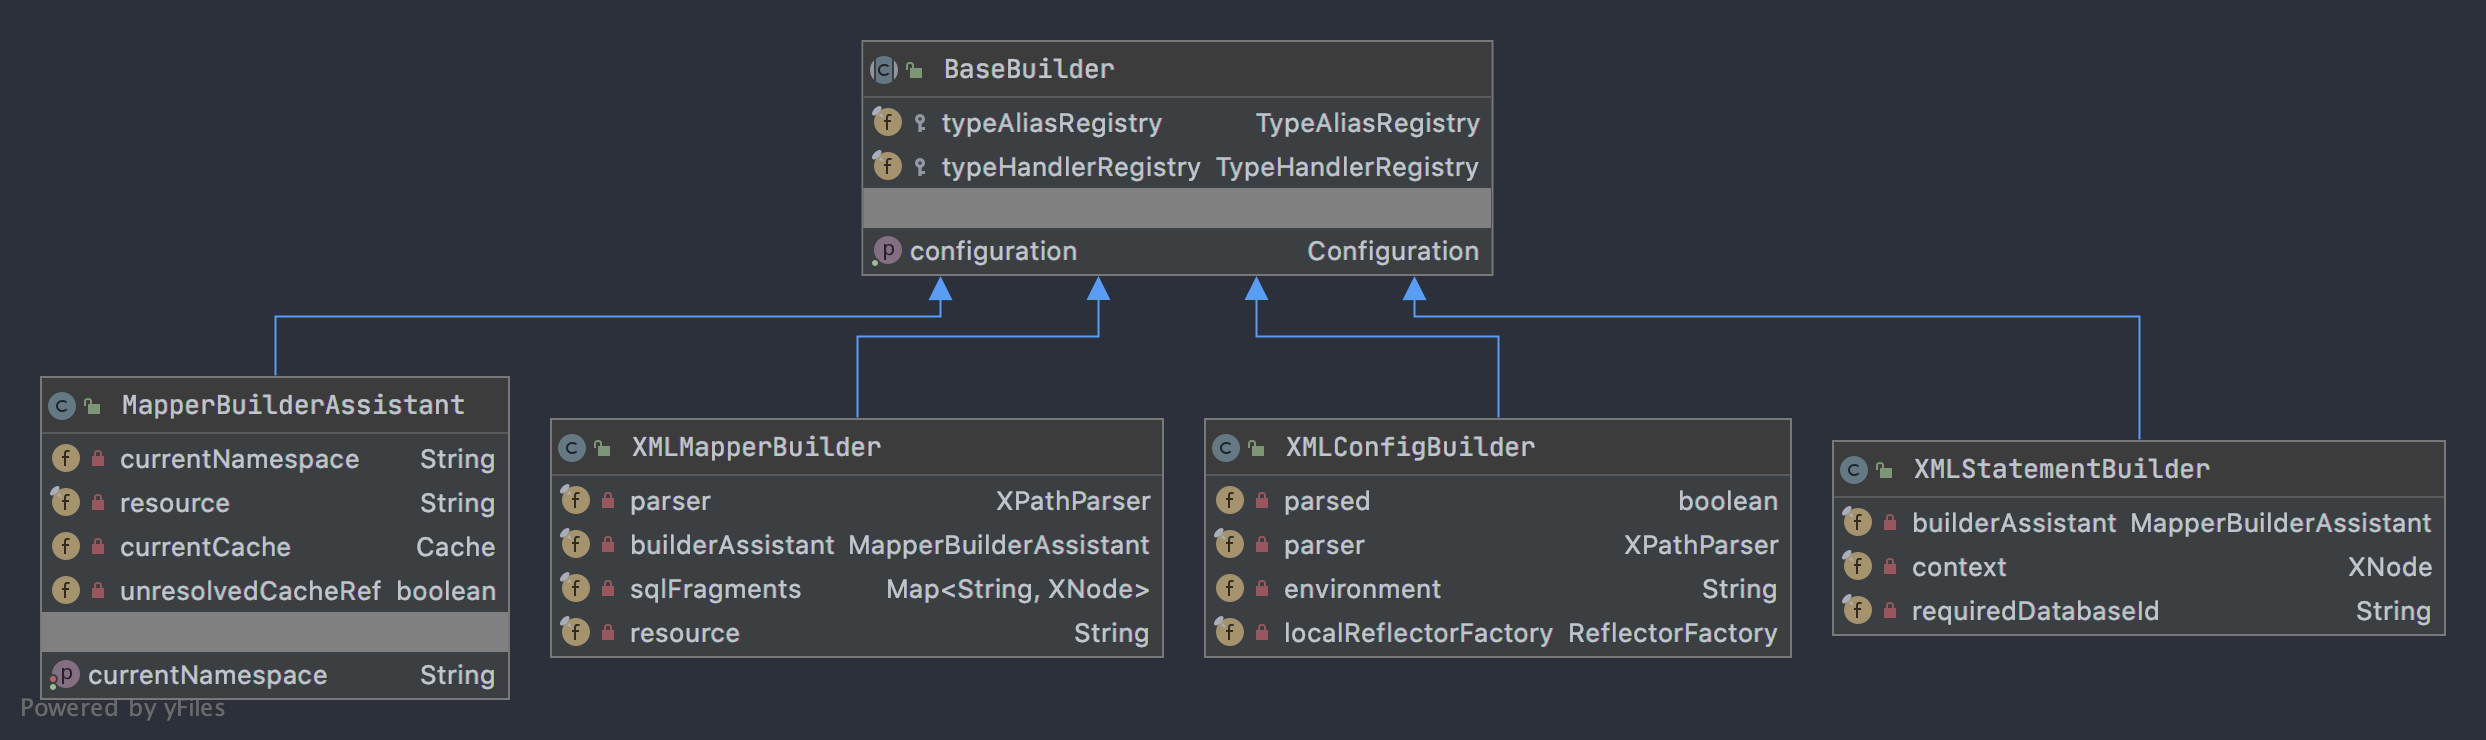 BaseBuilder
typeAliasRegistry TypeAliasRegistry
typeHandlerRegistry TypeHandlerRegistry
configuration Configuration
MapperBuilderAssistant
currentNamespace String
resource String
currentCache Cache
unresolvedCacheRef boolean
currentNamespace String
XMLMapperBuilder
parser XPathParser
builderAssistant MapperBuilderAssistant
sqlFragments Map<String, XNode>
resource String
XMLConfigBuilder
parsed boolean
parser XPathParser
environment String
localReflectorFactory ReflectorFactory
XMLStatementBuilder
builderAssistant MapperBuilderAssistant
context XNode
requiredDatabaseId String
Powered by yFiles